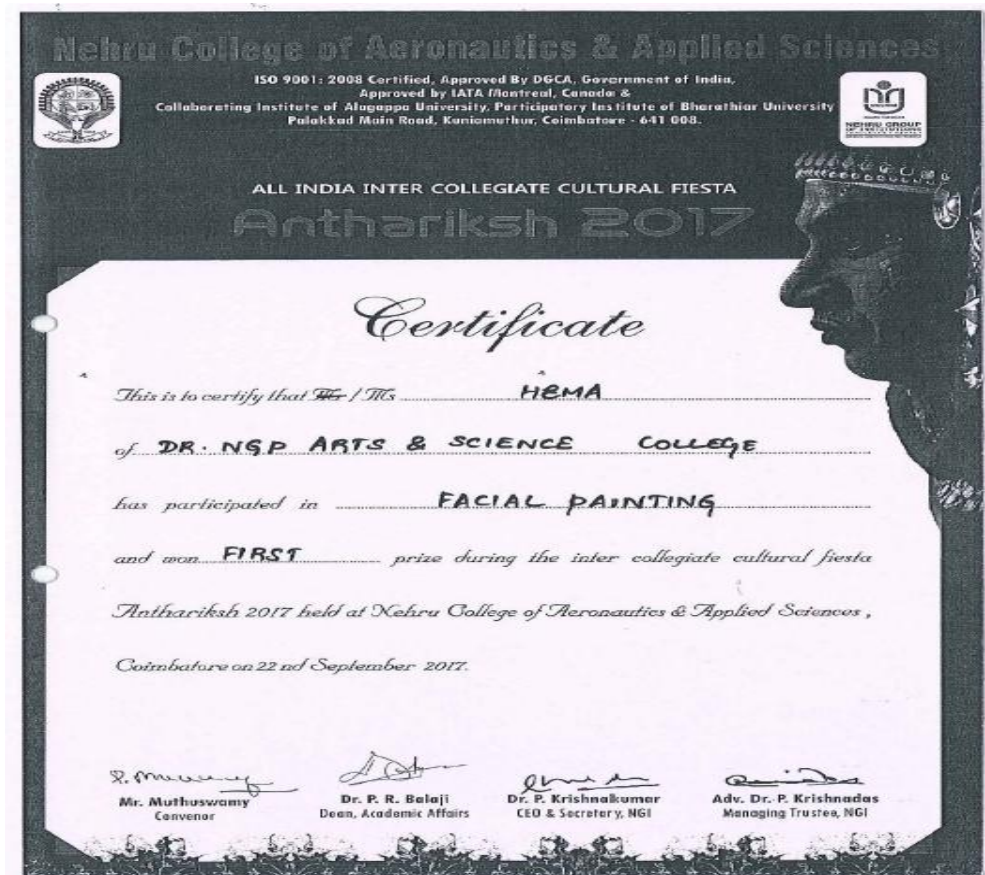 Nehru College of Aeronautics & Applied Sciences
ISO 9001: 2008 Certified, Approved By DGCA, Government of India,
Approved by IATA Montreal, Canada &
Collaborating Institute of Alagappa University, Participatory Institute of Bharathiar University
Palakkad Main Road, Kuniamuthur, Coimbatore - 641 008.
NEHRU GROUP
OF INSTITUTIONS
ALL INDIA INTER COLLEGIATE CULTURAL FIESTA
Anthariksh 2017
Certificate
This is to certify that Mr / Ms HEMA
of DR. NGP ARTS & SCIENCE COLLEGE
has participated in FACIAL PAINTING
and won FIRST prize during the inter collegiate cultural fiesta
Anthariksh 2017 held at Nehru College of Aeronautics & Applied Sciences ,
Coimbatore on 22 nd September 2017.
Mr. Muthuswamy Dr. P. R. Balaji Dr. P. Krishnakumar Adv. Dr. P. Krishnadas
Convenor Dean, Academic Affairs CEO & Secretary, NGI Managing Trustee, NGI